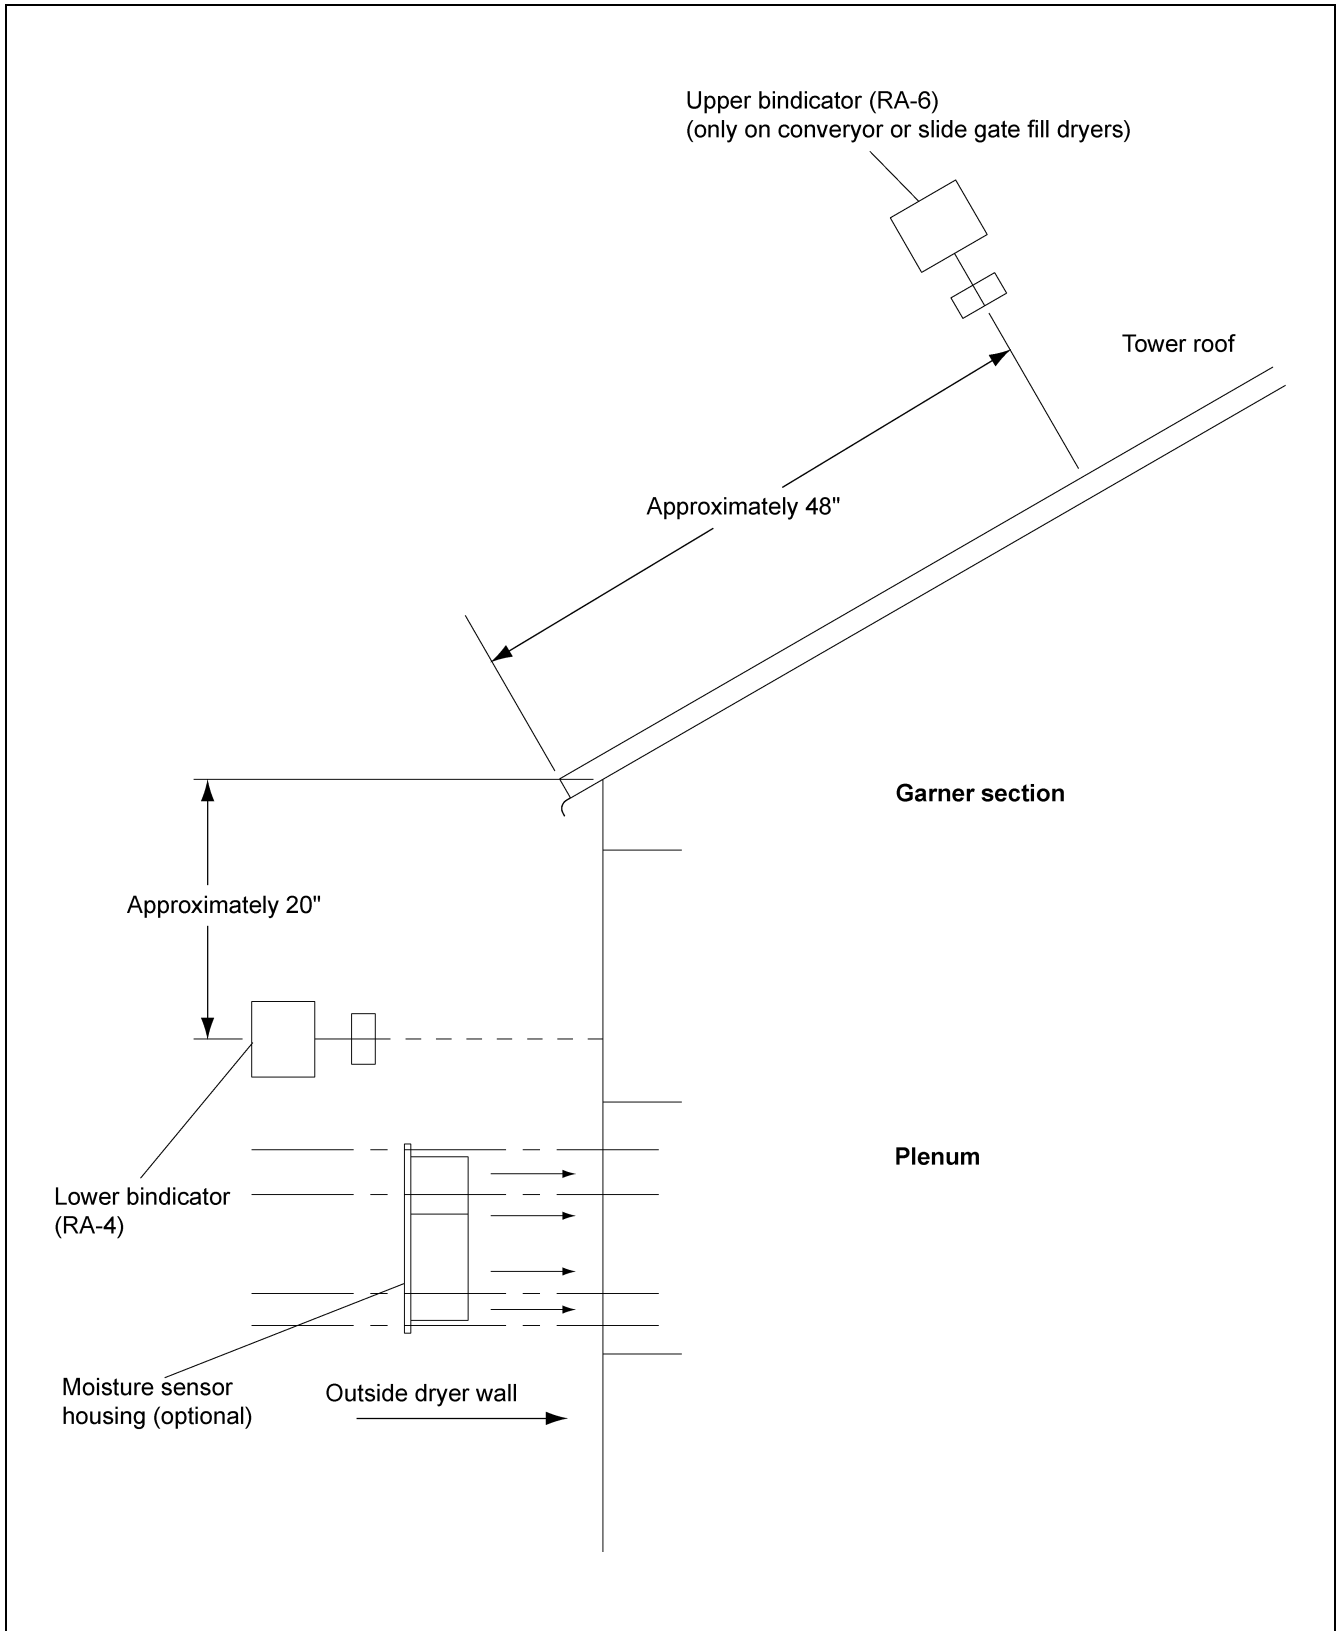 Upper bindicator (RA-6)
(only on converyor or slide gate fill dryers)
Tower roof
Approximately 48"
Garner section
Approximately 20"
Plenum
Lower bindicator
(RA-4)
Moisture sensor
housing (optional)
Outside dryer wall